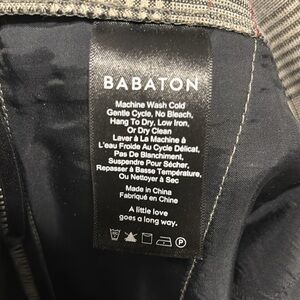 BABATON
Machine Wash Cold
Gentle Cycle, No Bleach,
Hang To Dry, Low Iron,
Or Dry Clean
Laver À La Machine À
L'eau Froide Au Cycle Délicat,
Pas De Blanchiment,
Suspendre Pour Sécher,
Repasser à Basse Température,
Ou Nettoyer à Sec
Made in China
Fabriqué en Chine
A little love
goes a long way.
P